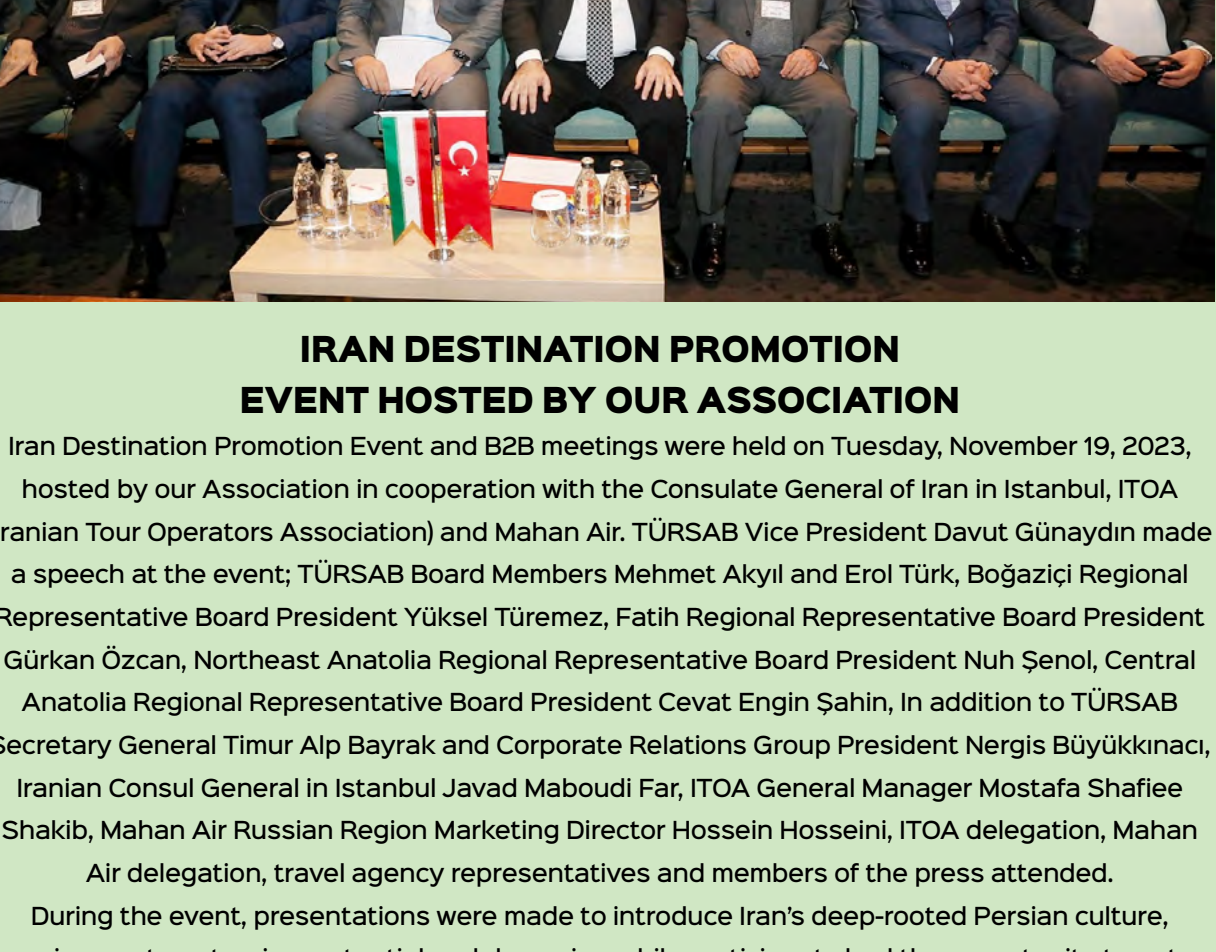 IRAN DESTINATION PROMOTION
EVENT HOSTED BY OUR ASSOCIATION
Iran Destination Promotion Event and B2B meetings were held on Tuesday, November 19, 2023,
hosted by our Association in cooperation with the Consulate General of Iran in Istanbul, ITOA
ranian Tour Operators Association) and Mahan Air. TÜRSAB Vice President Davut Günaydın made
a speech at the event; TÜRSAB Board Members Mehmet Akyıl and Erol Türk, Boğaziçi Regional
Representative Board President Yüksel Türemez, Fatih Regional Representative Board President
Gürkan Özcan, Northeast Anatolia Regional Representative Board President Nuh Şenol, Central
Anatolia Regional Representative Board President Cevat Engin Şahin, In addition to TÜRSAB
Secretary General Timur Alp Bayrak and Corporate Relations Group President Nergis Büyükkınacı,
Iranian Consul General in Istanbul Javad Maboudi Far, ITOA General Manager Mostafa Shafiee
Shakib, Mahan Air Russian Region Marketing Director Hossein Hosseini, ITOA delegation, Mahan
Air delegation, travel agency representatives and members of the press attended.
During the event, presentations were made to introduce Iran's deep-rooted Persian culture,